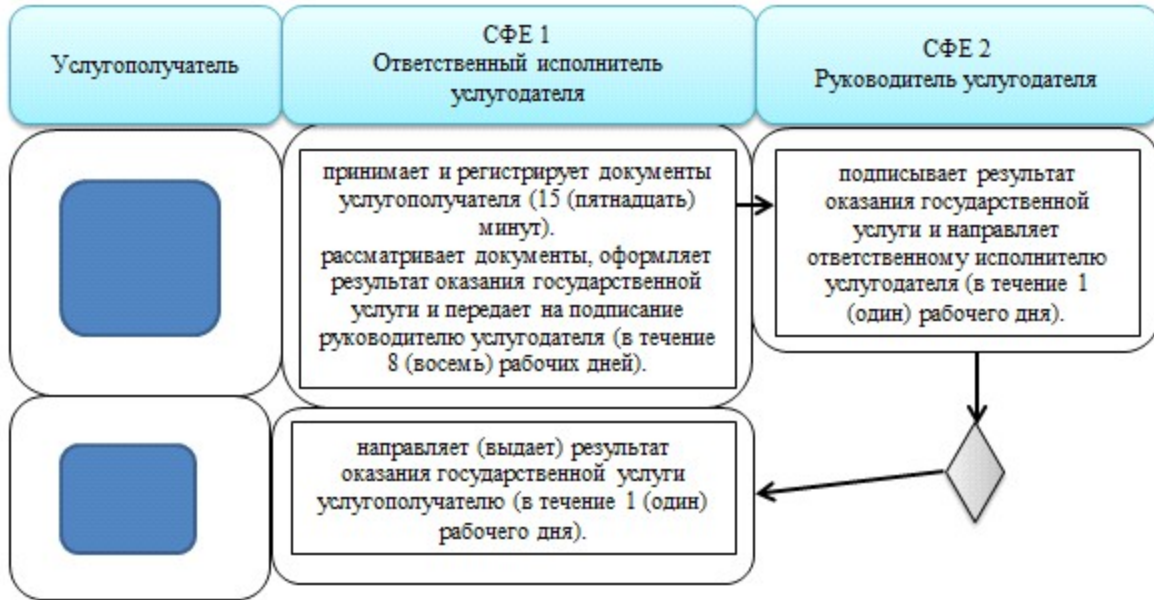 Услугополучатель
СФЕ 1
Ответственный исполнитель
услугодателя
СФЕ 2
Руководитель услугодателя
принимает и регистрирует документы
услугополучателя (15 (пятнадцать)
минут).
рассматривает документы, оформляет
результат оказания государственной
услуги и передает на подписание
руководителю услугодателя (в течение
8 (восемь) рабочих дней).
подписывает результат
оказания государственной
услуги и направляет
ответственному исполнителю
услугодателя (в течение 1
(один) рабочего дня).
направляет (выдает) результат
оказания государственной услуги
услугополучателю (в течение 1 (один)
рабочего дня).